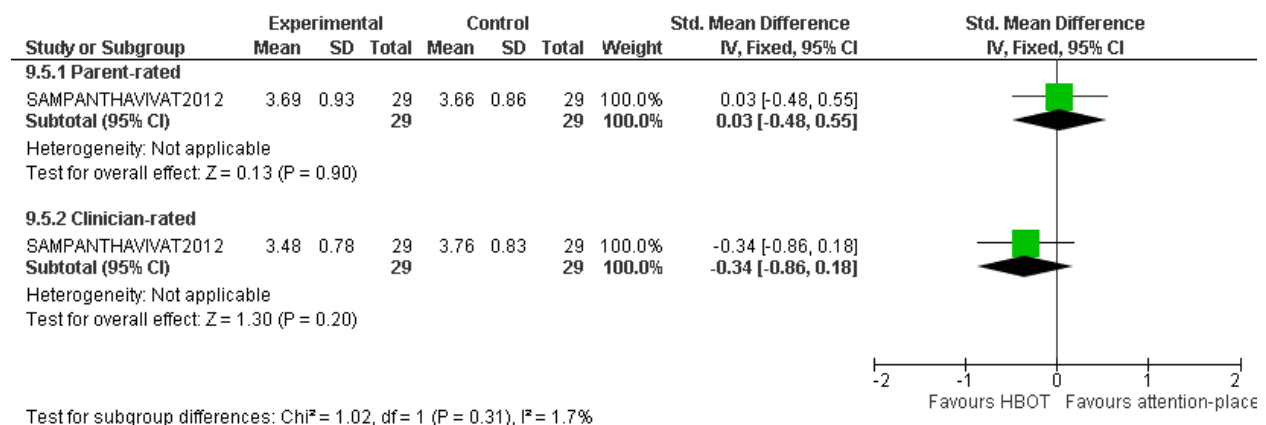 Experimental Control Std. Mean Difference Std. Mean Difference
Study or Subgroup Mean SD Total Mean SD Total Weight IV, Fixed, 95% CI IV, Fixed, 95% CI
9.5.1 Parent-rated
SAMPANTHAVIVAT2012 3.69 0.93 29 3.66 0.86 29 100.0% 0.03 [-0.48, 0.55]
Subtotal (95% CI) 29 29 100.0% 0.03 [-0.48, 0.55]
Heterogeneity: Not applicable
Test for overall effect: Z = 0.13 (P = 0.90)
9.5.2 Clinician-rated
SAMPANTHAVIVAT2012 3.48 0.78 29 3.76 0.83 29 100.0% -0.34 [-0.86, 0.18]
Subtotal (95% CI) 29 29 100.0% -0.34 [-0.86, 0.18]
Heterogeneity: Not applicable
Test for overall effect: Z = 1.30 (P = 0.20)
-2 -1 0 1 2
Favours HBOT Favours attention-place
Test for subgroup differences: Chi² = 1.02, df = 1 (P = 0.31), I² = 1.7%